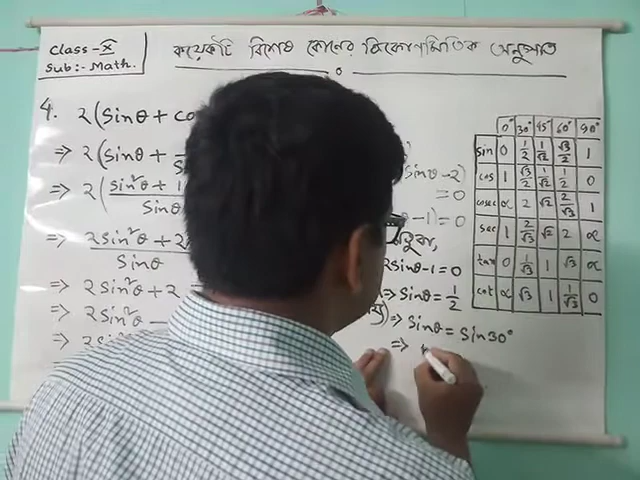 Class-X
Sub:- Math.
কয়েকটি বিশেষ কোনের ত্রিকোণমিতিক অনুপাত
4. 2(sinθ + co
=> 2(sinθ +
=> 2( sin²θ + 1 / sinθ
=> 2sin²θ + 2 / sinθ
=> 2sin²θ + 2
=> 2sin²θ
=> 2
sinθ-2)
= 0
-1) = 0
2sinθ-1=0
=> sinθ = 1/2
=> sinθ = sin30°
=>
0° 30° 45° 60° 90°
sin 0 1/2 1/√2 √3/2 1
cos 1 √3/2 1/√2 1/2 0
cosec α 2 √2 2/√3 1
sec 1 2/√3 √2 2 α
tan 0 1/√3 1 √3 α
cot α √3 1 1/√3 0